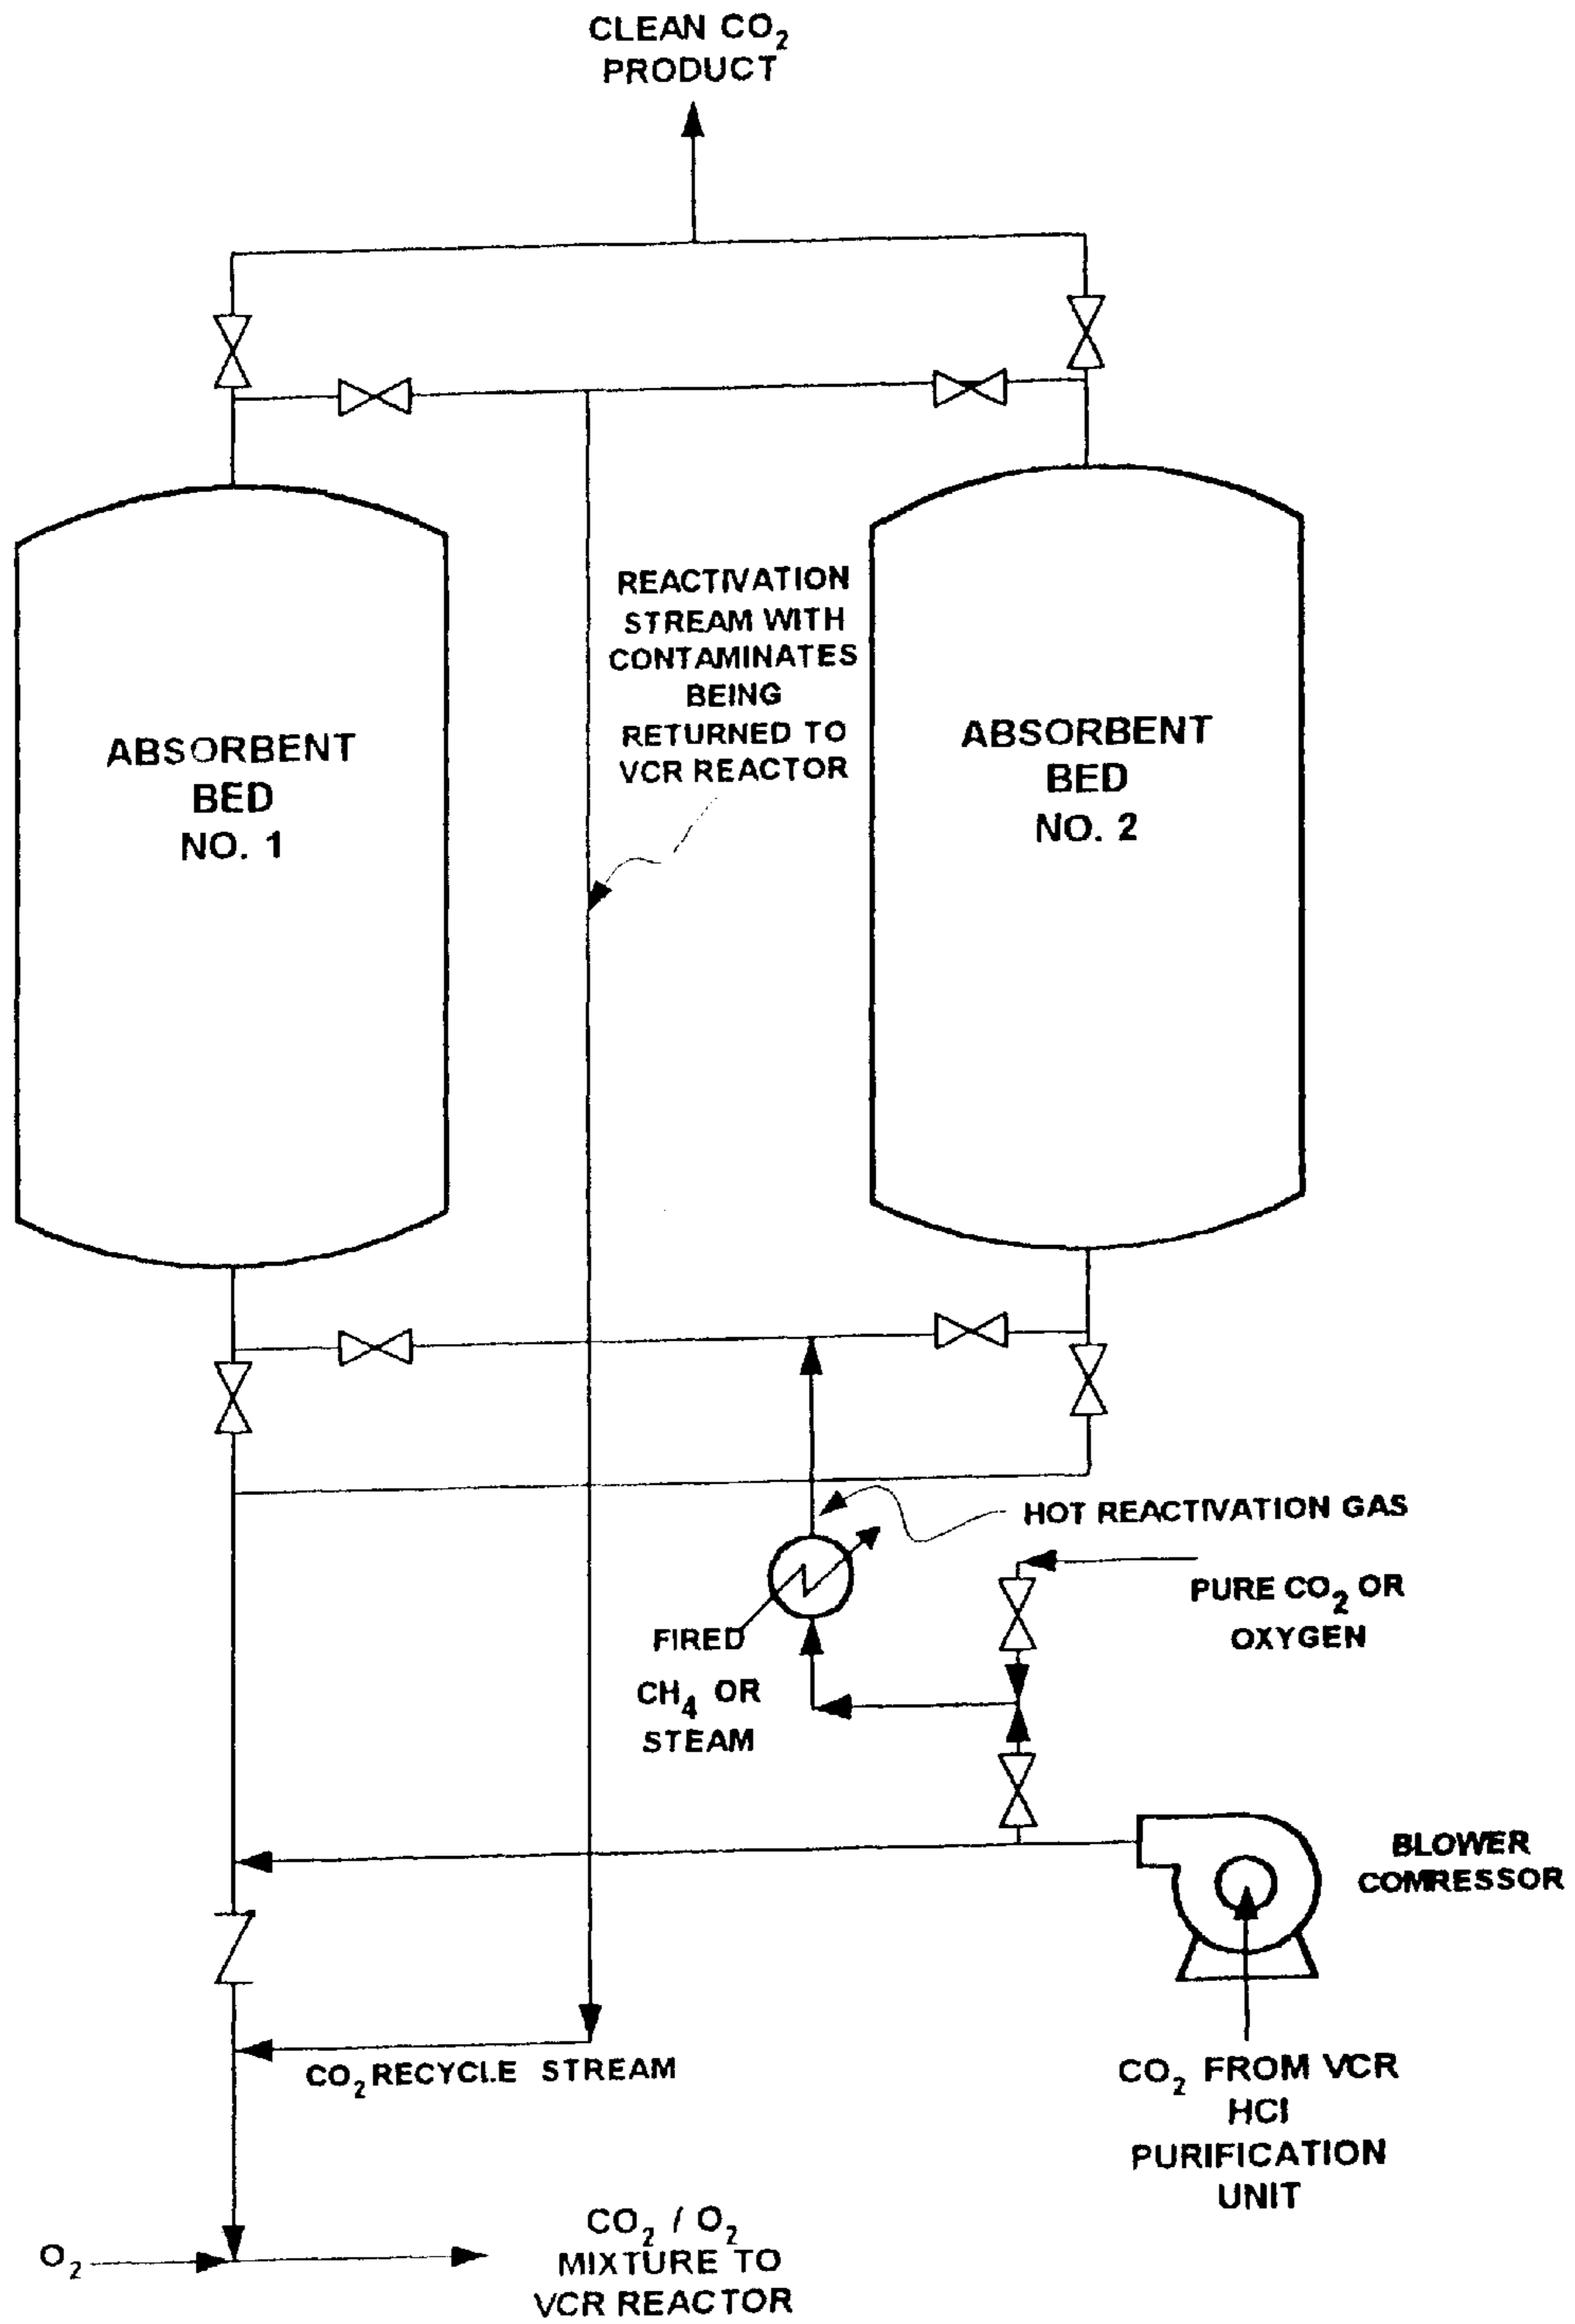 CLEAN CO2
PRODUCT
REACTIVATION
STREAM WITH
CONTAMINATES
BEING
RETURNED TO
VCR REACTOR
ABSORBENT
BED
NO. 1
ABSORBENT
BED
NO. 2
HOT REACTIVATION GAS
PURE CO2 OR
OXYGEN
FIRED
CH4 OR
STEAM
BLOWER
COMRESSOR
CO2 RECYCLE STREAM
CO2 FROM VCR
HCl
PURIFICATION
UNIT
O2
CO2 / O2
MIXTURE TO
VCR REACTOR